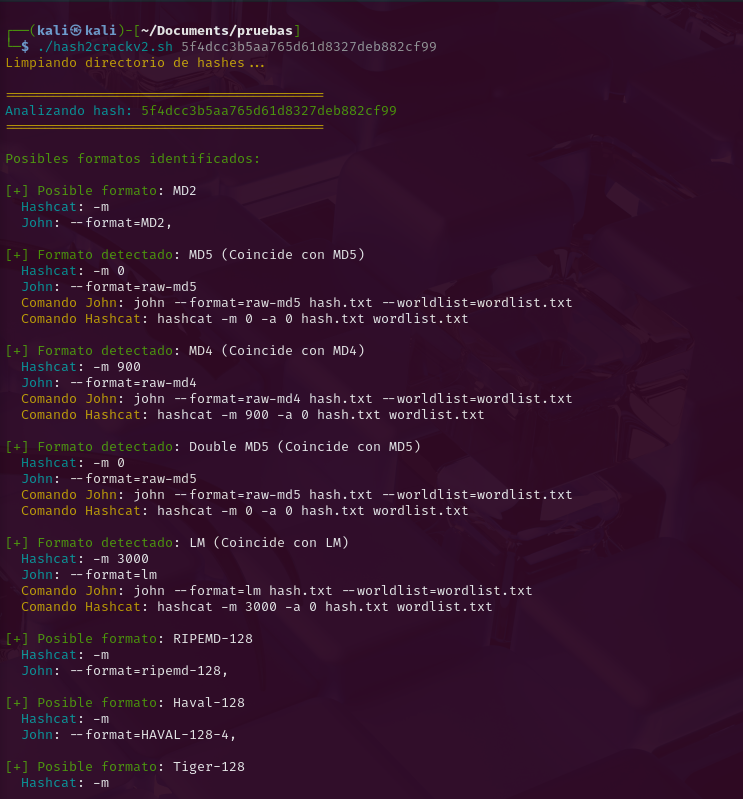 ┌──(kali㉿kali)-[~/Documents/pruebas]
└─$ ./hash2crackv2.sh 5f4dcc3b5aa765d61d8327deb882cf99
Limpiando directorio de hashes...
========================================
Analizando hash: 5f4dcc3b5aa765d61d8327deb882cf99
========================================
Posibles formatos identificados:
[+] Posible formato: MD2
Hashcat: -m
John: --format=MD2,
[+] Formato detectado: MD5 (Coincide con MD5)
Hashcat: -m 0
John: --format=raw-md5
Comando John: john --format=raw-md5 hash.txt --worldlist=wordlist.txt
Comando Hashcat: hashcat -m 0 -a 0 hash.txt wordlist.txt
[+] Formato detectado: MD4 (Coincide con MD4)
Hashcat: -m 900
John: --format=raw-md4
Comando John: john --format=raw-md4 hash.txt --worldlist=wordlist.txt
Comando Hashcat: hashcat -m 900 -a 0 hash.txt wordlist.txt
[+] Formato detectado: Double MD5 (Coincide con MD5)
Hashcat: -m 0
John: --format=raw-md5
Comando John: john --format=raw-md5 hash.txt --worldlist=wordlist.txt
Comando Hashcat: hashcat -m 0 -a 0 hash.txt wordlist.txt
[+] Formato detectado: LM (Coincide con LM)
Hashcat: -m 3000
John: --format=lm
Comando John: john --format=lm hash.txt --worldlist=wordlist.txt
Comando Hashcat: hashcat -m 3000 -a 0 hash.txt wordlist.txt
[+] Posible formato: RIPEMD-128
Hashcat: -m
John: --format=ripemd-128,
[+] Posible formato: Haval-128
Hashcat: -m
John: --format=HAVAL-128-4,
[+] Posible formato: Tiger-128
Hashcat: -m